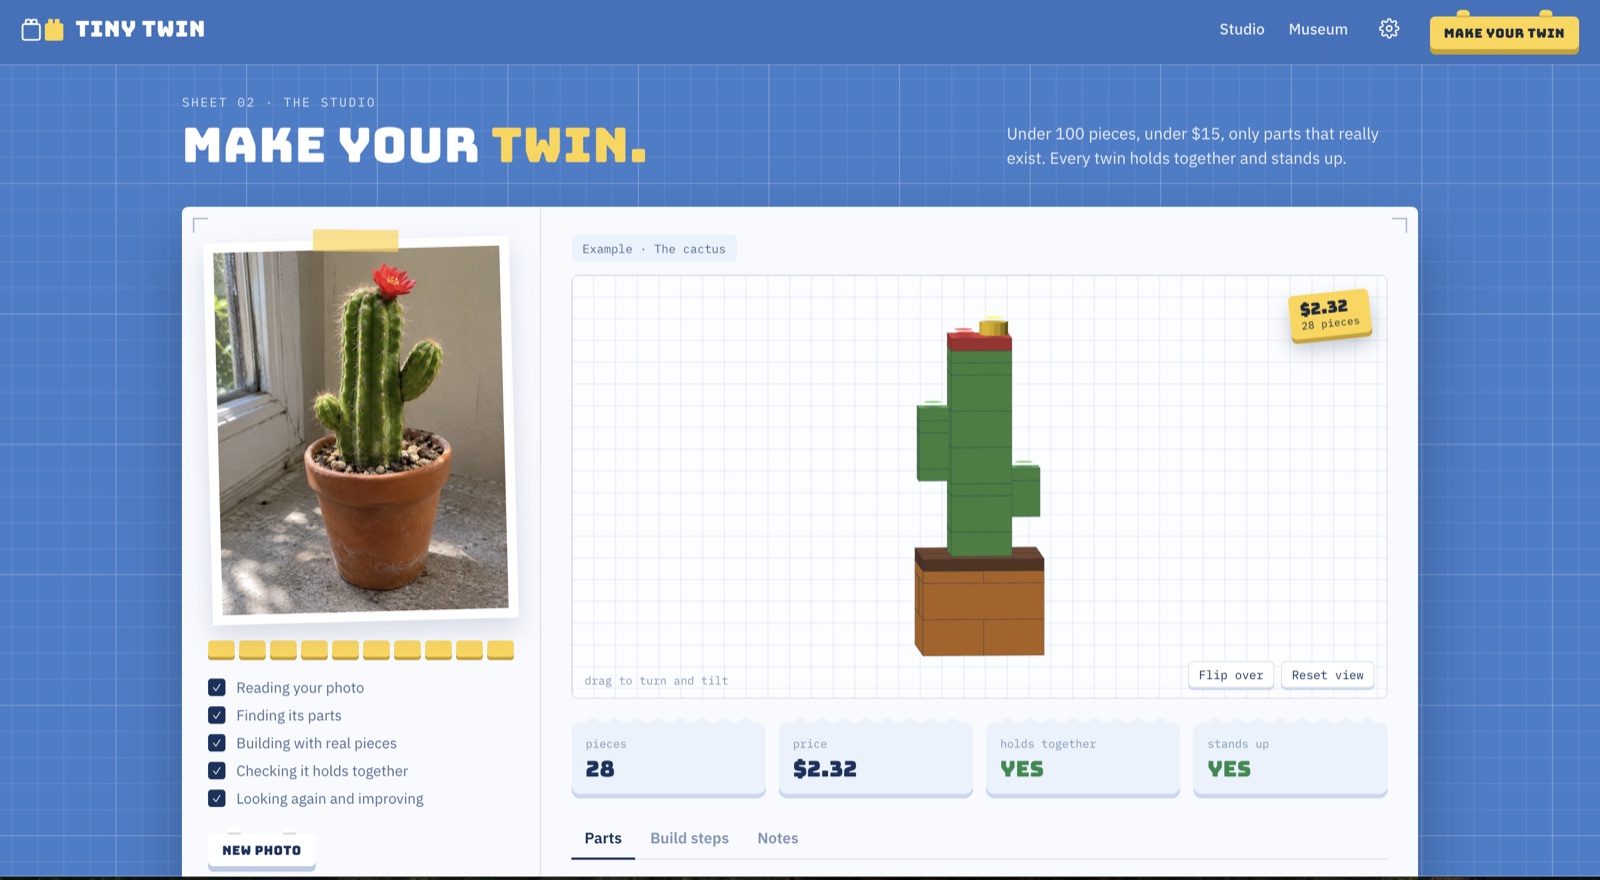 TINY TWIN
Studio
Museum
MAKE YOUR TWIN
SHEET 02 · THE STUDIO
MAKE YOUR TWIN.
Under 100 pieces, under $15, only parts that really
exist. Every twin holds together and stands up.
Example · The cactus
$2.32
28 pieces
drag to turn and tilt
Flip over
Reset view
Reading your photo
Finding its parts
Building with real pieces
Checking it holds together
Looking again and improving
NEW PHOTO
pieces
28
price
$2.32
holds together
YES
stands up
YES
Parts
Build steps
Notes